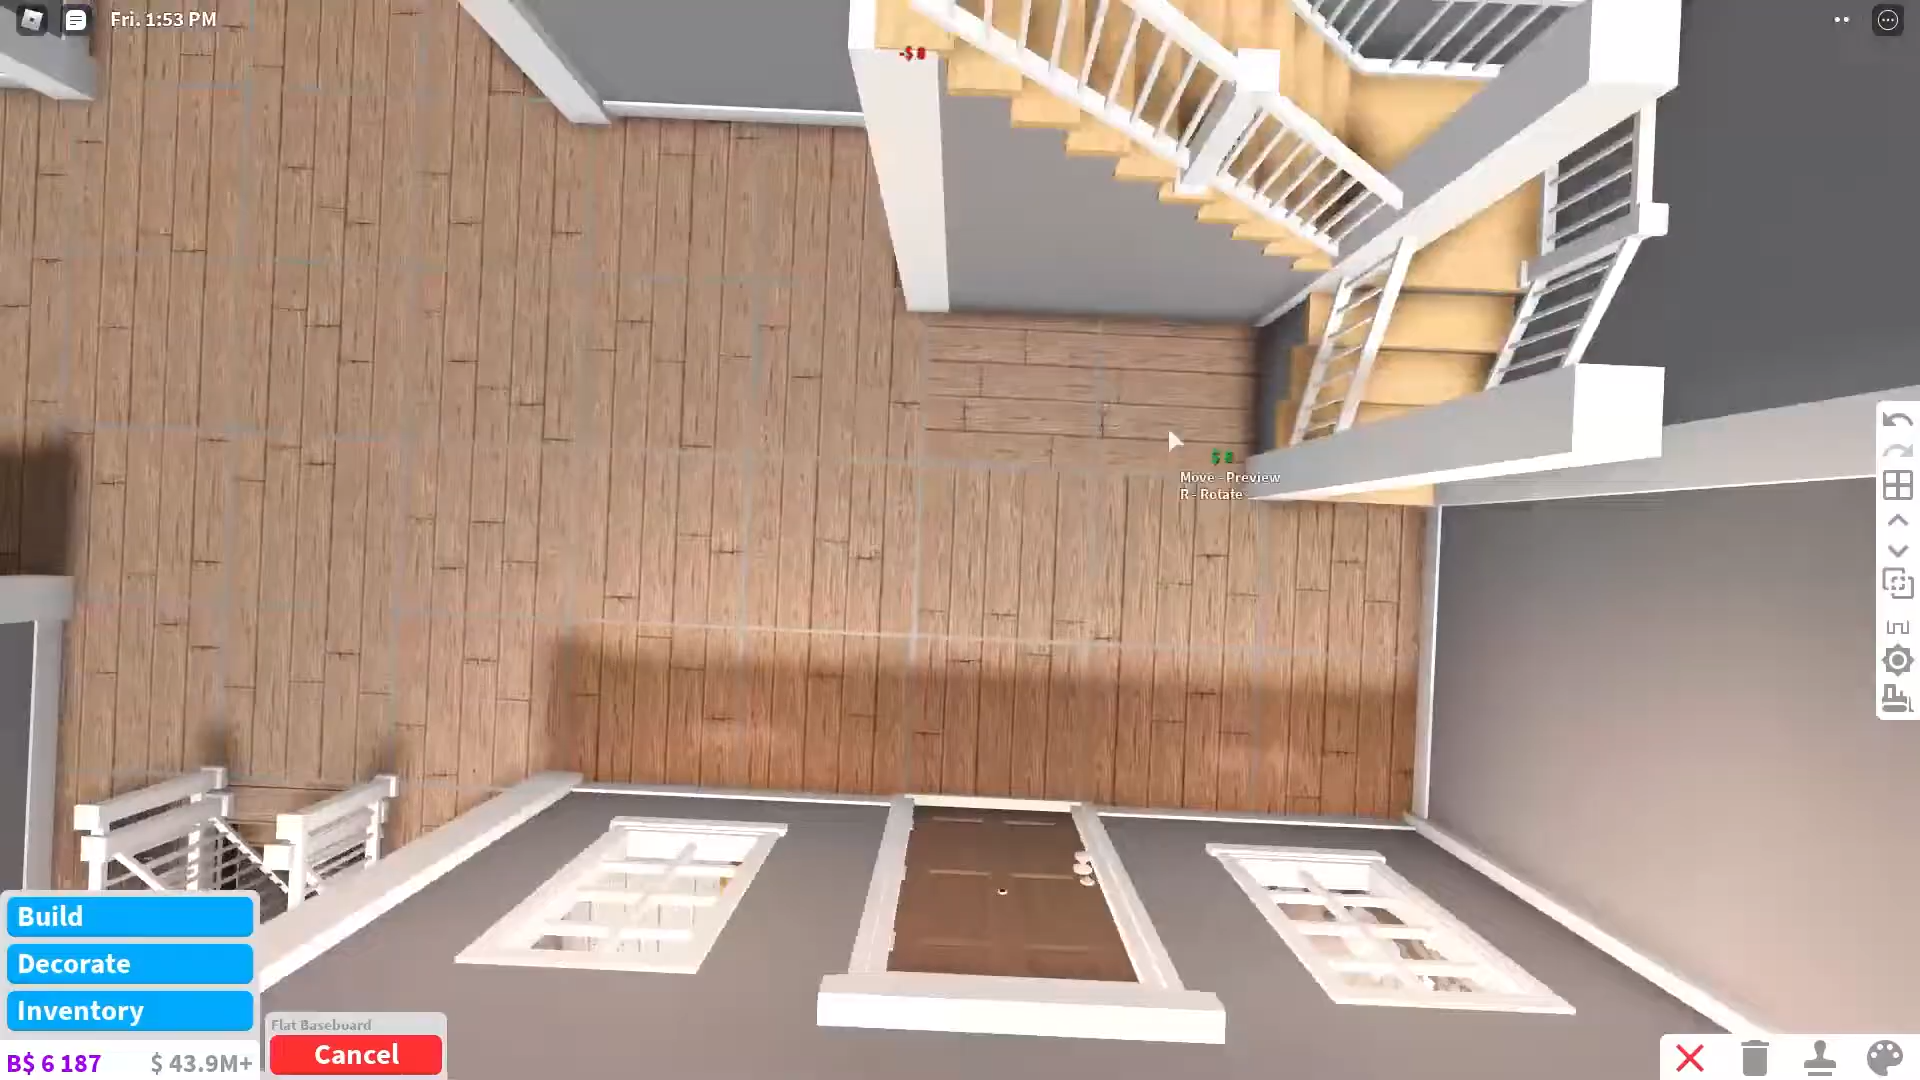 Fri. 1:53 PM
-$ 8
$ 8
Move - Preview
R - Rotate
Build
Decorate
Inventory
Flat Baseboard
Cancel
B$ 6 187
$ 43.9M+